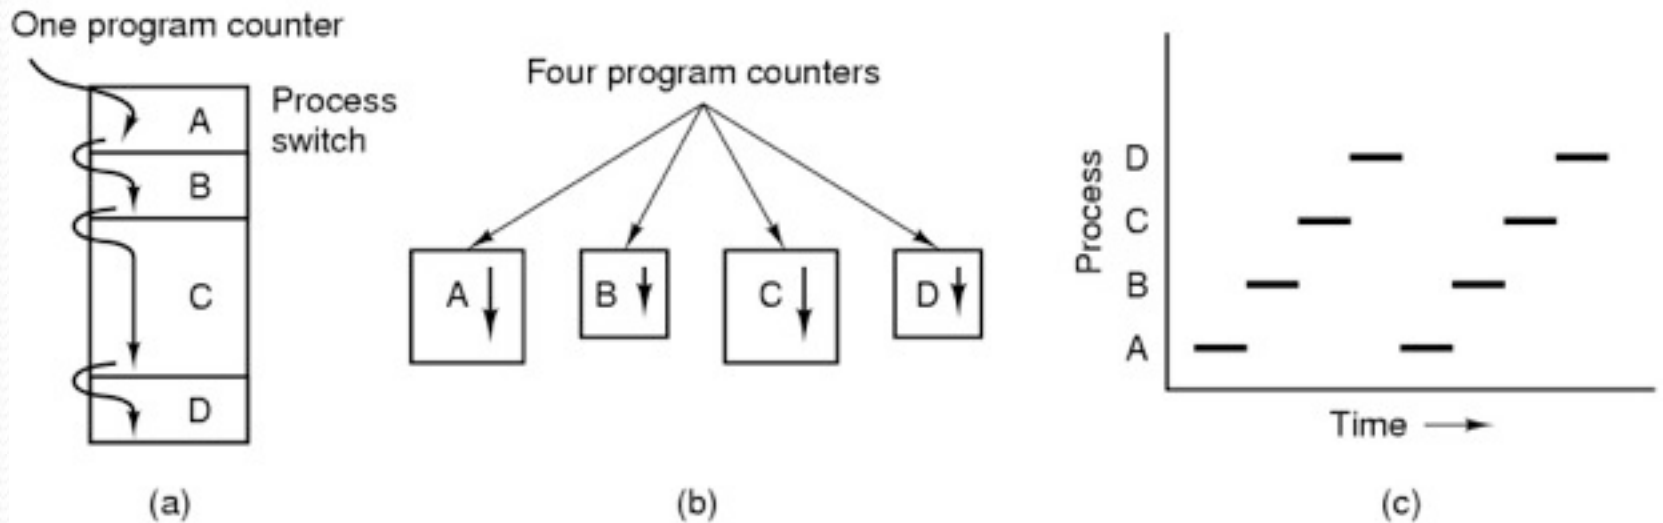 One program counter
Process
switch
A
B
C
D
(a)
Four program counters
A
B
C
D
(b)
Process
D
C
B
A
Time
(c)